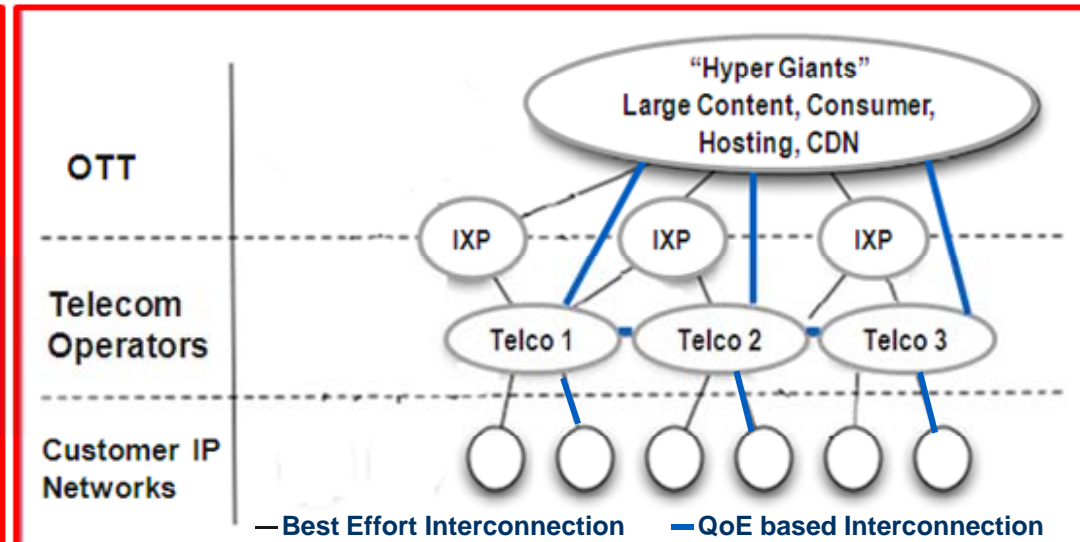 “Hyper Giants”
Large Content, Consumer,
Hosting, CDN
OTT
IXP
IXP
IXP
Telecom
Operators
Telco 1
Telco 2
Telco 3
Customer IP
Networks
Best Effort Interconnection
QoE based Interconnection